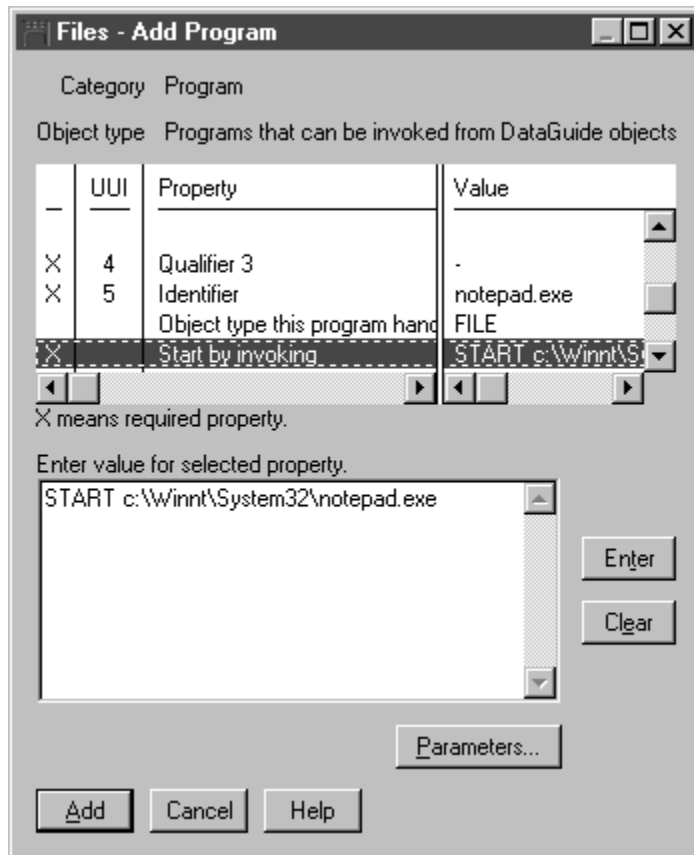 Files - Add Program
Category Program
Object type Programs that can be invoked from DataGuide objects
_ UUI Property Value
X 4 Qualifier 3 -
X 5 Identifier notepad.exe
Object type this program hand FILE
X Start by invoking START c:\Winnt\S
X means required property.
Enter value for selected property.
START c:\Winnt\System32\notepad.exe
Enter
Clear
Parameters...
Add Cancel Help